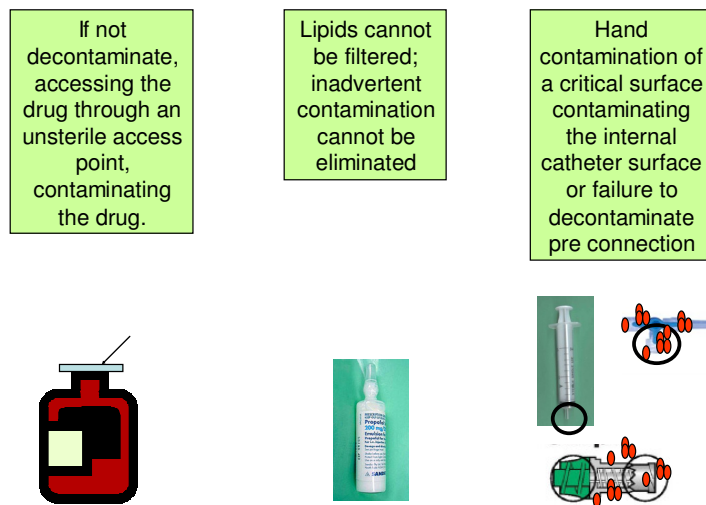 If not
decontaminate,
accessing the
drug through an
unsterile access
point,
contaminating
the drug.
Lipids cannot
be filtered;
inadvertent
contamination
cannot be
eliminated
Hand
contamination of
a critical surface
contaminating
the internal
catheter surface
or failure to
decontaminate
pre connection
Propofol